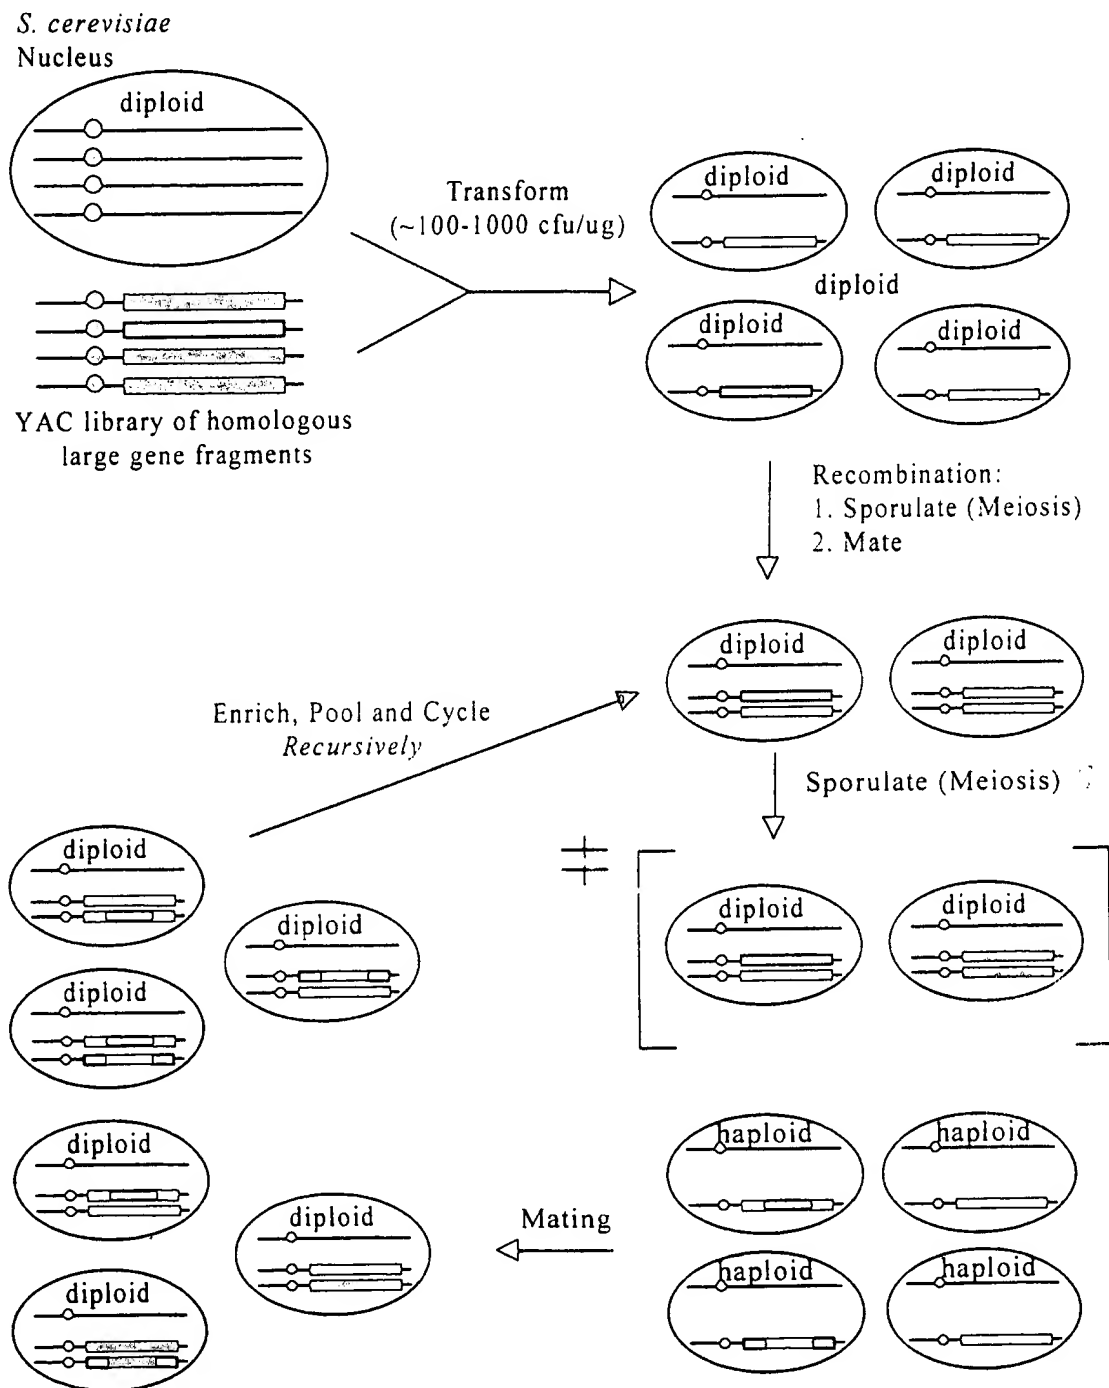 S. cerevisiae
Nucleus
diploid
Transform
(~100-1000 cfu/ug)
diploid
diploid
diploid
diploid
diploid
YAC library of homologous
large gene fragments
Recombination:
1. Sporulate (Meiosis)
2. Mate
diploid
diploid
Enrich, Pool and Cycle
Recursively
Sporulate (Meiosis)
diploid
diploid
diploid
diploid
diploid
diploid
diploid
diploid
haploid
haploid
Mating
haploid
haploid